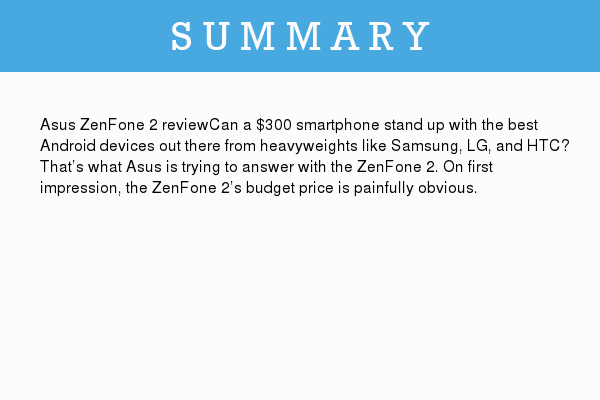 SUMMARY
Asus ZenFone 2 reviewCan a $300 smartphone stand up with the best
Android devices out there from heavyweights like Samsung, LG, and HTC?
That's what Asus is trying to answer with the ZenFone 2. On first
impression, the ZenFone 2's budget price is painfully obvious.